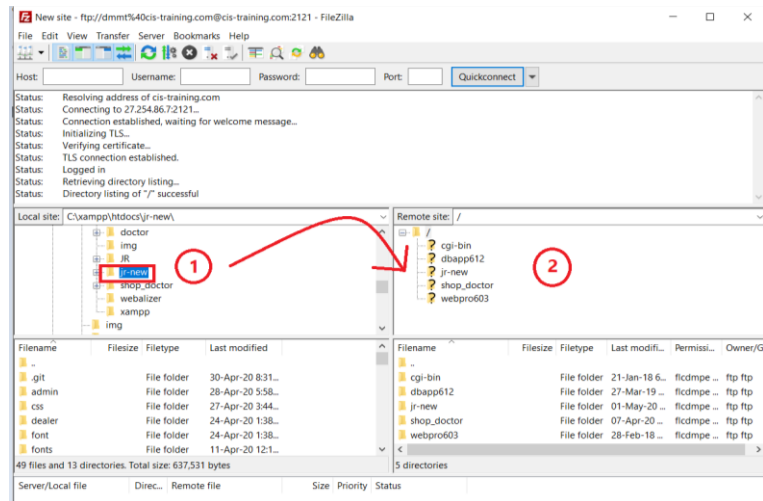 New site - ftp://dmmt%40cis-training.com@cis-training.com:2121 - FileZilla
File Edit View Transfer Server Bookmarks Help
Host: Username: Password: Port: Quickconnect
Status: Resolving address of cis-training.com
Status: Connecting to 27.254.86.7:2121...
Status: Connection established, waiting for welcome message...
Status: Initializing TLS...
Status: Verifying certificate...
Status: TLS connection established.
Status: Logged in
Status: Retrieving directory listing...
Status: Directory listing of "/" successful
Local site: C:\xampp\htdocs\jr-new\
doctor
img
JR
jr-new
shop_doctor
webalizer
xampp
img
1
Remote site: /
/
cgi-bin
dbapp612
jr-new
shop_doctor
webpro603
2
Filename Filesize Filetype Last modified
..
.git File folder 30-Apr-20 8:31...
admin File folder 28-Apr-20 5:58...
css File folder 27-Apr-20 3:44...
dealer File folder 24-Apr-20 1:38...
font File folder 24-Apr-20 1:38...
fonts File folder 11-Apr-20 12:1...
49 files and 13 directories. Total size: 637,531 bytes
Filename Filesize Filetype Last modifi... Permissi... Owner/G
..
cgi-bin File folder 21-Jan-18 6... flcdmpe ... ftp ftp
dbapp612 File folder 27-Mar-19 ... flcdmpe ... ftp ftp
jr-new File folder 01-May-20 ... flcdmpe ... ftp ftp
shop_doctor File folder 07-Apr-20 ... flcdmpe ... ftp ftp
webpro603 File folder 28-Feb-18 ... flcdmpe ... ftp ftp
5 directories
Server/Local file Direc... Remote file Size Priority Status